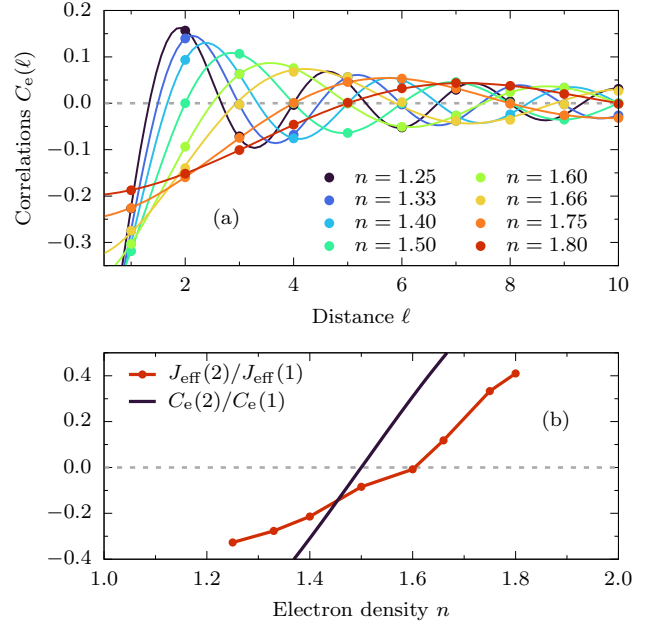 0.2
0.1
0.0
−0.1
−0.2
−0.3
Correlations Cₑ(ℓ)
(a)
n = 1.25
n = 1.33
n = 1.40
n = 1.50
n = 1.60
n = 1.66
n = 1.75
n = 1.80
2 4 6 8 10
Distance ℓ
0.4
0.2
0.0
−0.2
−0.4
J_eff(2)/J_eff(1)
Cₑ(2)/Cₑ(1)
(b)
1.0 1.2 1.4 1.6 1.8 2.0
Electron density n